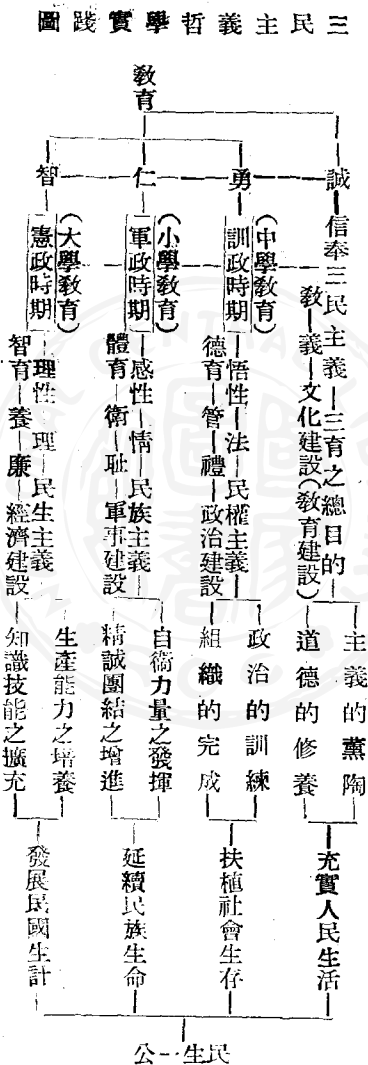 三民主義哲學實踐圖
教育
誠
信奉三民主義—三育之總目的
教—義—文化建設(教育建設)
主義的薰陶
道德的修養
充實人民生活
勇
(中學教育)
訓政時期
悟性—法—民權主義
德育—管—禮—政治建設
政治的訓練
組織的完成
扶植社會生存
仁
(小學教育)
軍政時期
感性—情—民族主義
體育—衛—恥—軍事建設
自衛力量之發揮
精誠團結之增進
延續民族生命
智
(大學教育)
憲政時期
理性—理—民生主義
智育—養—廉—經濟建設
生產能力之培養
知識技能之擴充
發展民國生計
民—生—公